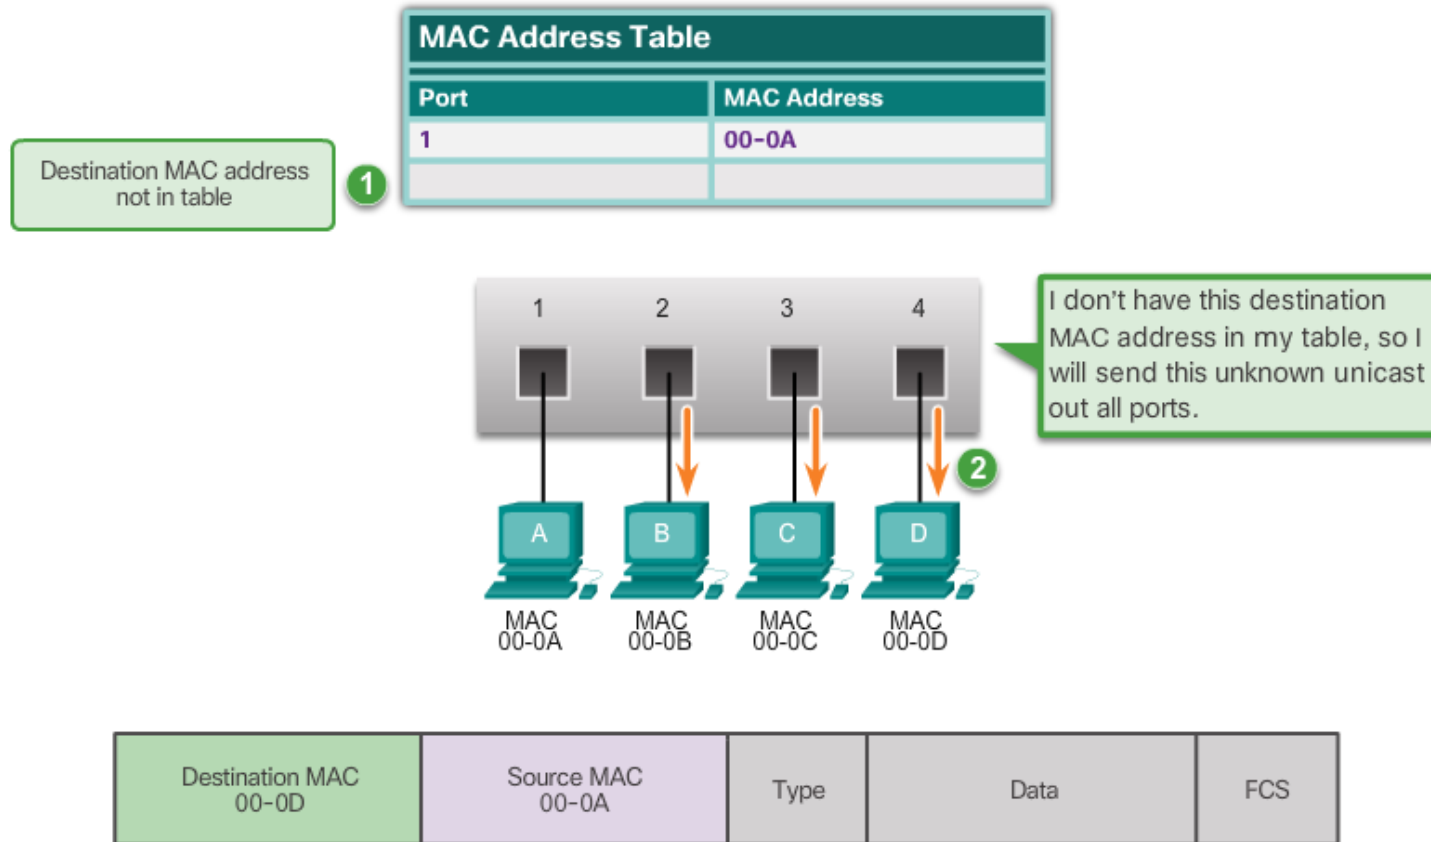 MAC Address Table
Port MAC Address
1 00-0A
Destination MAC address
not in table
1
1 2 3 4
I don't have this destination
MAC address in my table, so I
will send this unknown unicast
out all ports.
2
A B C D
MAC MAC MAC MAC
00-0A 00-0B 00-0C 00-0D
Destination MAC Source MAC Type Data FCS
00-0D 00-0A